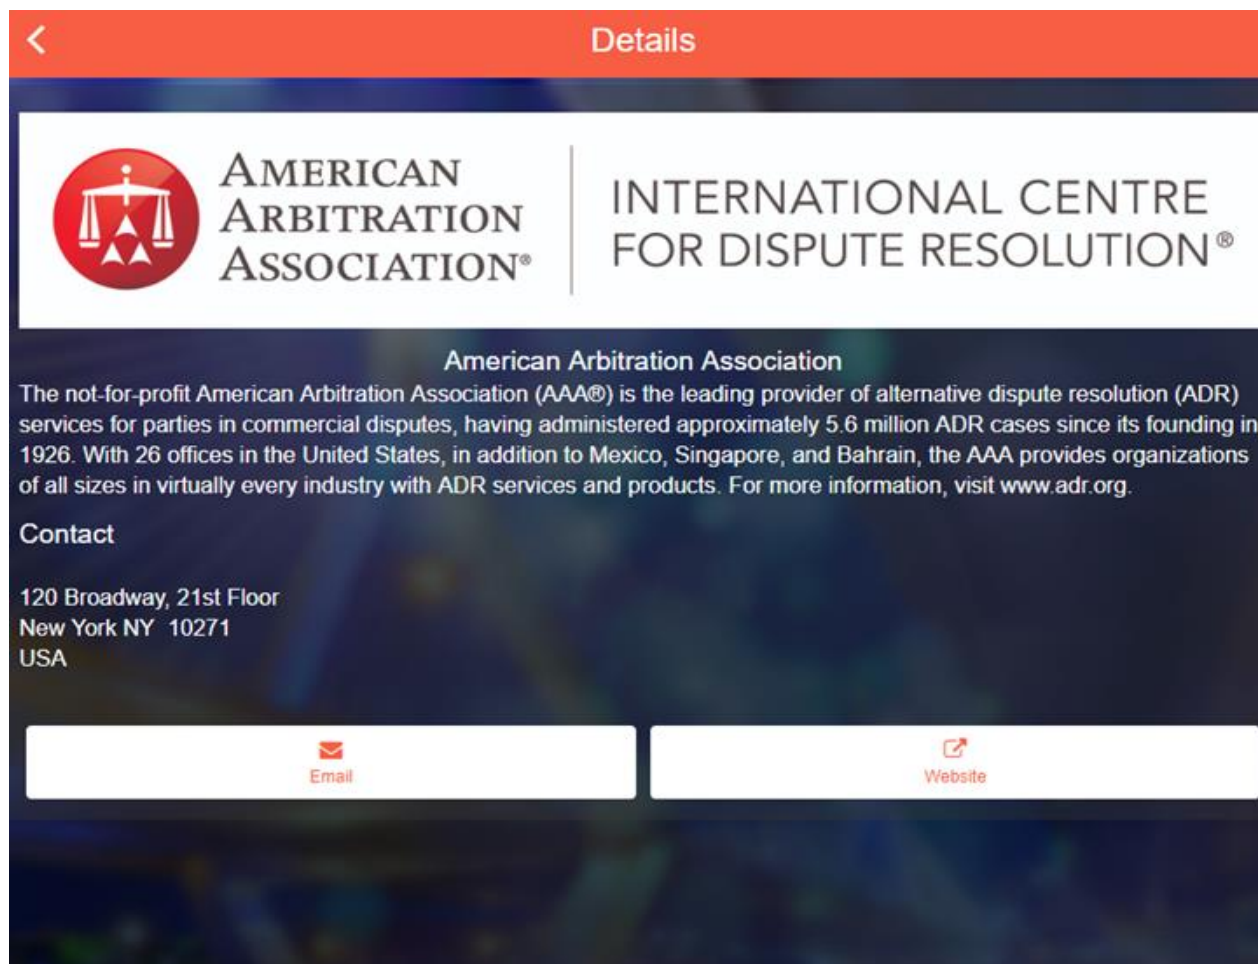 Details
AMERICAN
ARBITRATION
ASSOCIATION®
INTERNATIONAL CENTRE
FOR DISPUTE RESOLUTION®
American Arbitration Association
The not-for-profit American Arbitration Association (AAA®) is the leading provider of alternative dispute resolution (ADR)
services for parties in commercial disputes, having administered approximately 5.6 million ADR cases since its founding in
1926. With 26 offices in the United States, in addition to Mexico, Singapore, and Bahrain, the AAA provides organizations
of all sizes in virtually every industry with ADR services and products. For more information, visit www.adr.org.
Contact
120 Broadway, 21st Floor
New York NY  10271
USA
Email
Website